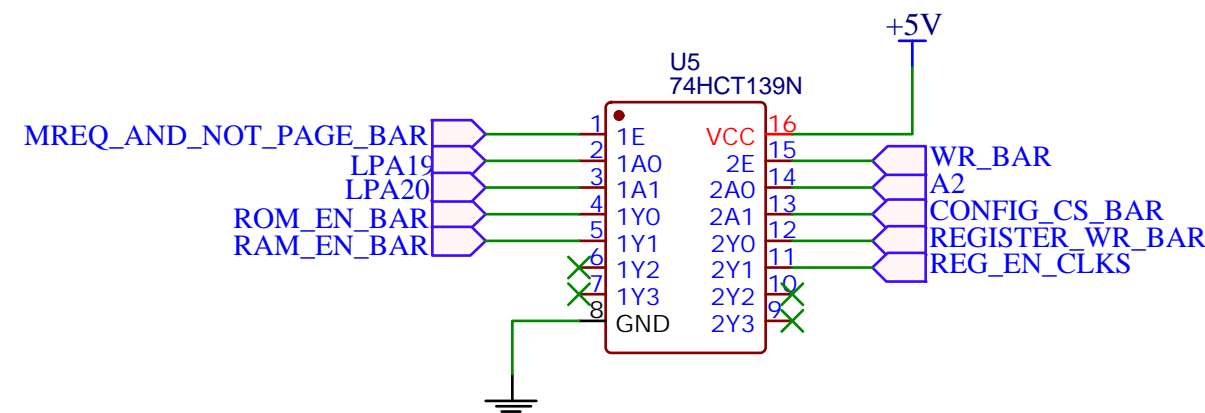 +5V
U5
74HCT139N
MREQ_AND_NOT_PAGE_BAR 1 1E VCC 16
LPA19 2 1A0 2E 15 WR_BAR
LPA20 3 1A1 2A0 14 A2
ROM_EN_BAR 4 1Y0 2A1 13 CONFIG_CS_BAR
RAM_EN_BAR 5 1Y1 2Y0 12 REGISTER_WR_BAR
6 1Y2 2Y1 11 REG_EN_CLKS
7 1Y3 2Y2 10
8 GND 2Y3 9